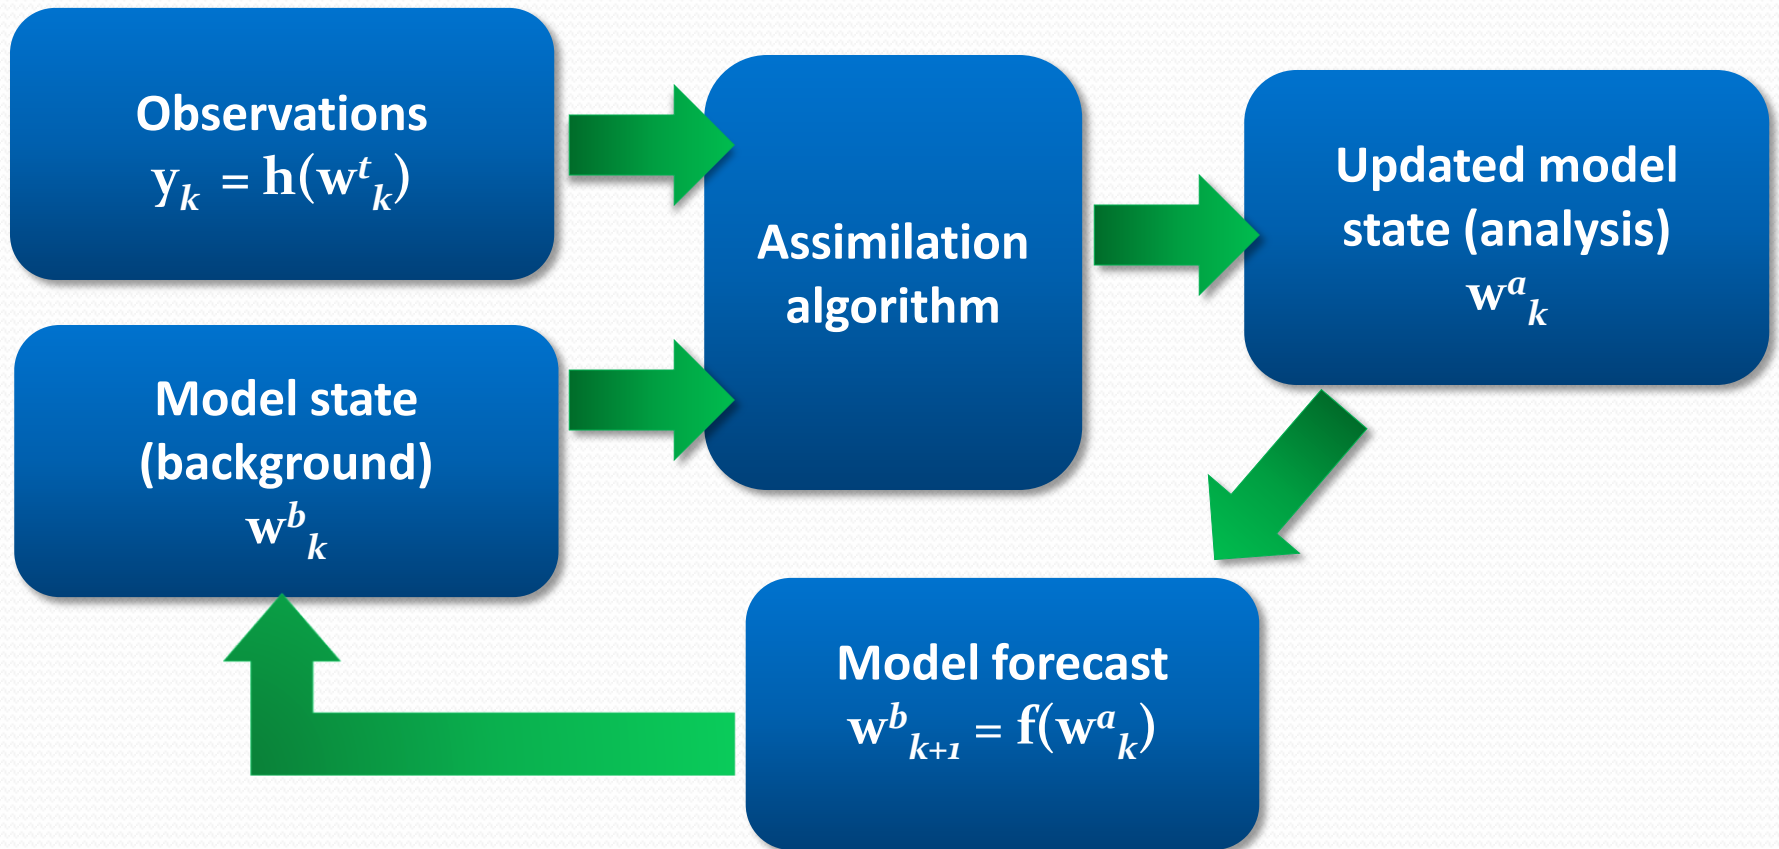 Observations
yₖ = h(wᵗₖ)
Model state
(background)
wᵇₖ
Assimilation
algorithm
Updated model
state (analysis)
wᵃₖ
Model forecast
wᵇₖ₊₁ = f(wᵃₖ)